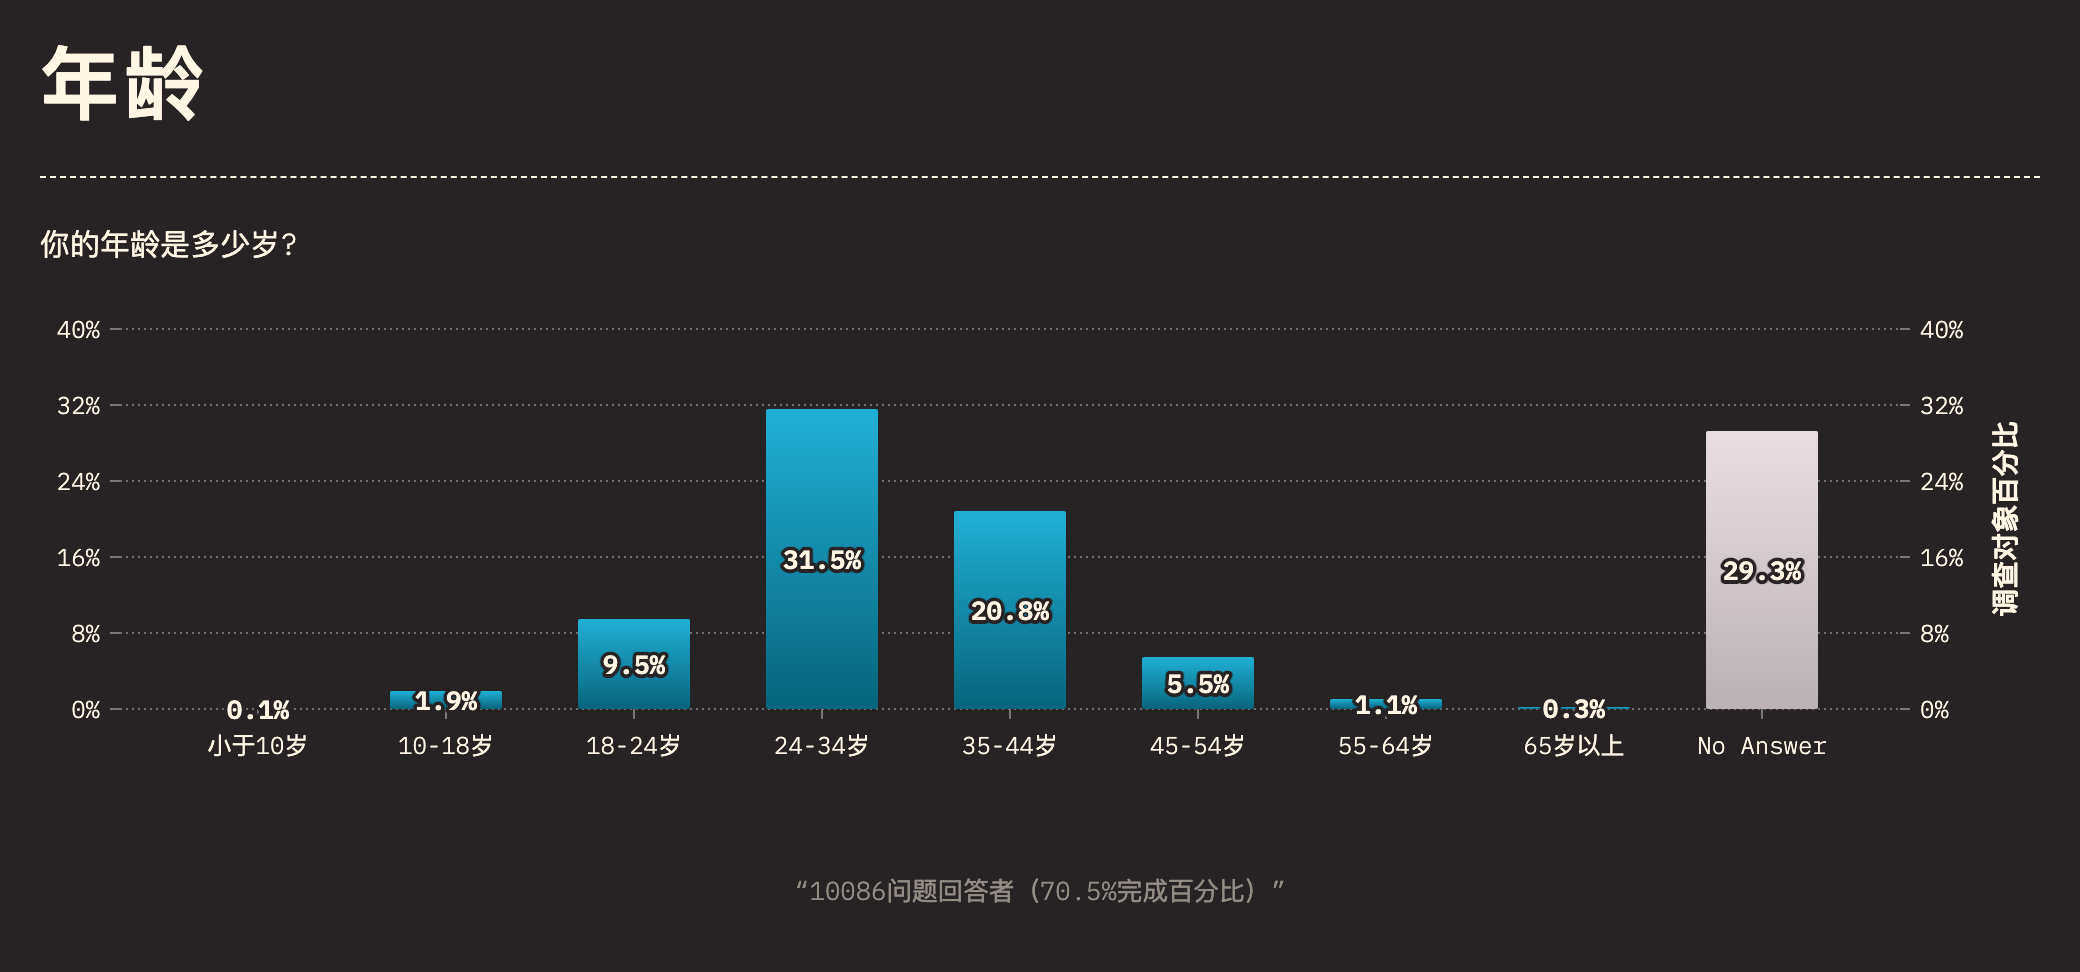 年龄
你的年龄是多少岁?
40% 40%
32% 32%
24% 24%
16% 16%
8% 8%
0% 0%
调查对象百分比
0.1% 1.9% 9.5% 31.5% 20.8% 5.5% 1.1% 0.3% 29.3%
小于10岁 10-18岁 18-24岁 24-34岁 35-44岁 45-54岁 55-64岁 65岁以上 No Answer
“10086问题回答者（70.5%完成百分比）”